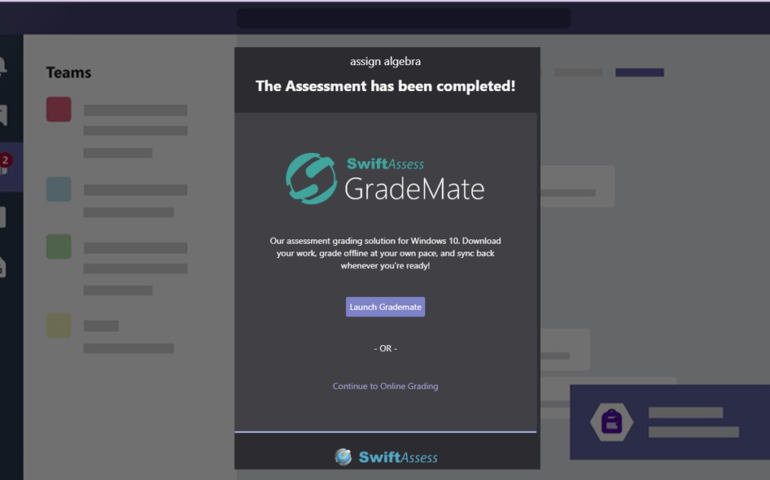 assign algebra
The Assessment has been completed!
Teams
2
SwiftAssess
GradeMate
Our assessment grading solution for Windows 10. Download
your work, grade offline at your own pace, and sync back
whenever you're ready!
Launch Grademate
- OR -
Continue to Online Grading
SwiftAssess